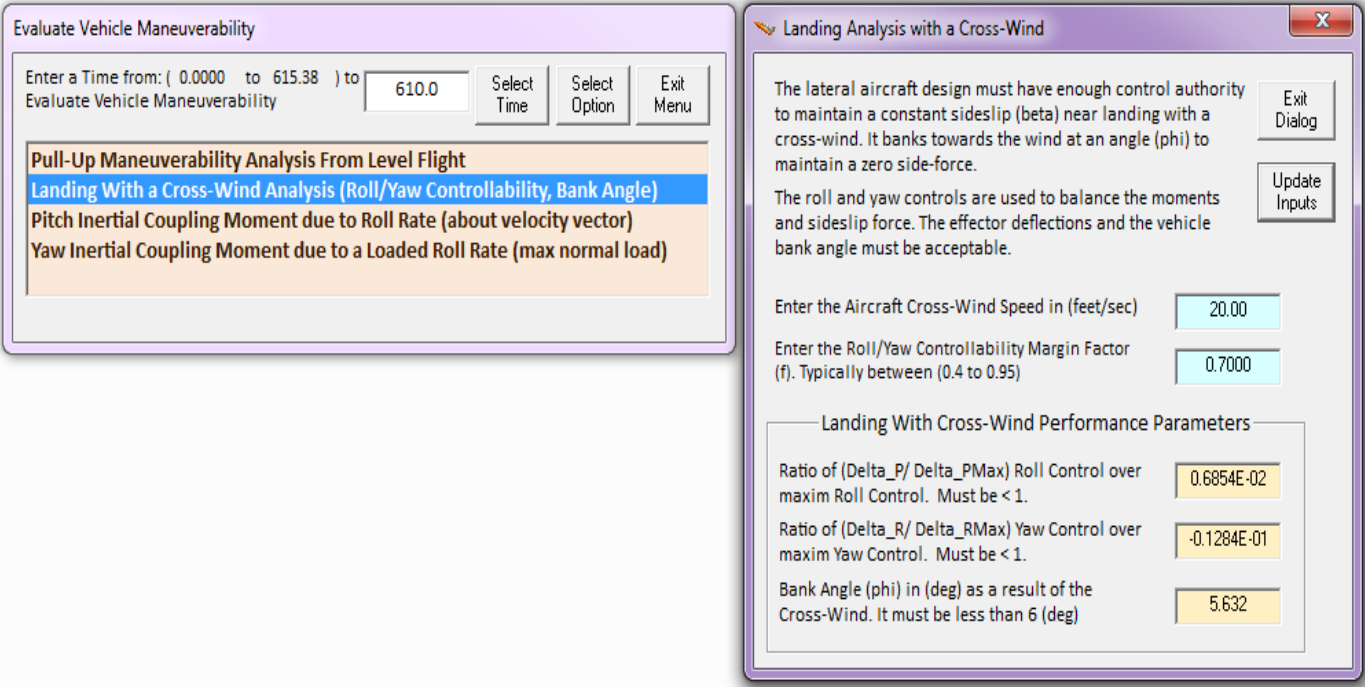 Evaluate Vehicle Maneuverability
Enter a Time from: ( 0.0000 to 615.38 ) to
Evaluate Vehicle Maneuverability
610.0
Select
Time
Select
Option
Exit
Menu
Pull-Up Maneuverability Analysis From Level Flight
Landing With a Cross-Wind Analysis (Roll/Yaw Controllability, Bank Angle)
Pitch Inertial Coupling Moment due to Roll Rate (about velocity vector)
Yaw Inertial Coupling Moment due to a Loaded Roll Rate (max normal load)
Landing Analysis with a Cross-Wind
X
The lateral aircraft design must have enough control authority
to maintain a constant sideslip (beta) near landing with a
cross-wind. It banks towards the wind at an angle (phi) to
maintain a zero side-force.
The roll and yaw controls are used to balance the moments
and sideslip force. The effector deflections and the vehicle
bank angle must be acceptable.
Exit
Dialog
Update
Inputs
Enter the Aircraft Cross-Wind Speed in (feet/sec)
20.00
Enter the Roll/Yaw Controllability Margin Factor
(f). Typically between (0.4 to 0.95)
0.7000
Landing With Cross-Wind Performance Parameters
Ratio of (Delta_P/ Delta_PMax) Roll Control over
maxim Roll Control. Must be < 1.
0.6854E-02
Ratio of (Delta_R/ Delta_RMax) Yaw Control over
maxim Yaw Control. Must be < 1.
-0.1284E-01
Bank Angle (phi) in (deg) as a result of the
Cross-Wind. It must be less than 6 (deg)
5.632